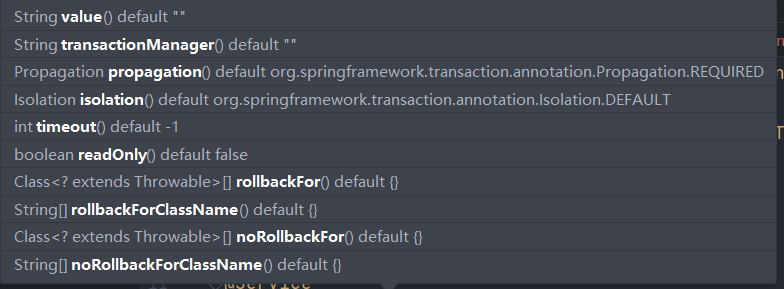 String value() default ""
String transactionManager() default ""
Propagation propagation() default org.springframework.transaction.annotation.Propagation.REQUIRED
Isolation isolation() default org.springframework.transaction.annotation.Isolation.DEFAULT
int timeout() default -1
boolean readOnly() default false
Class<? extends Throwable>[] rollbackFor() default {}
String[] rollbackForClassName() default {}
Class<? extends Throwable>[] noRollbackFor() default {}
String[] noRollbackForClassName() default {}